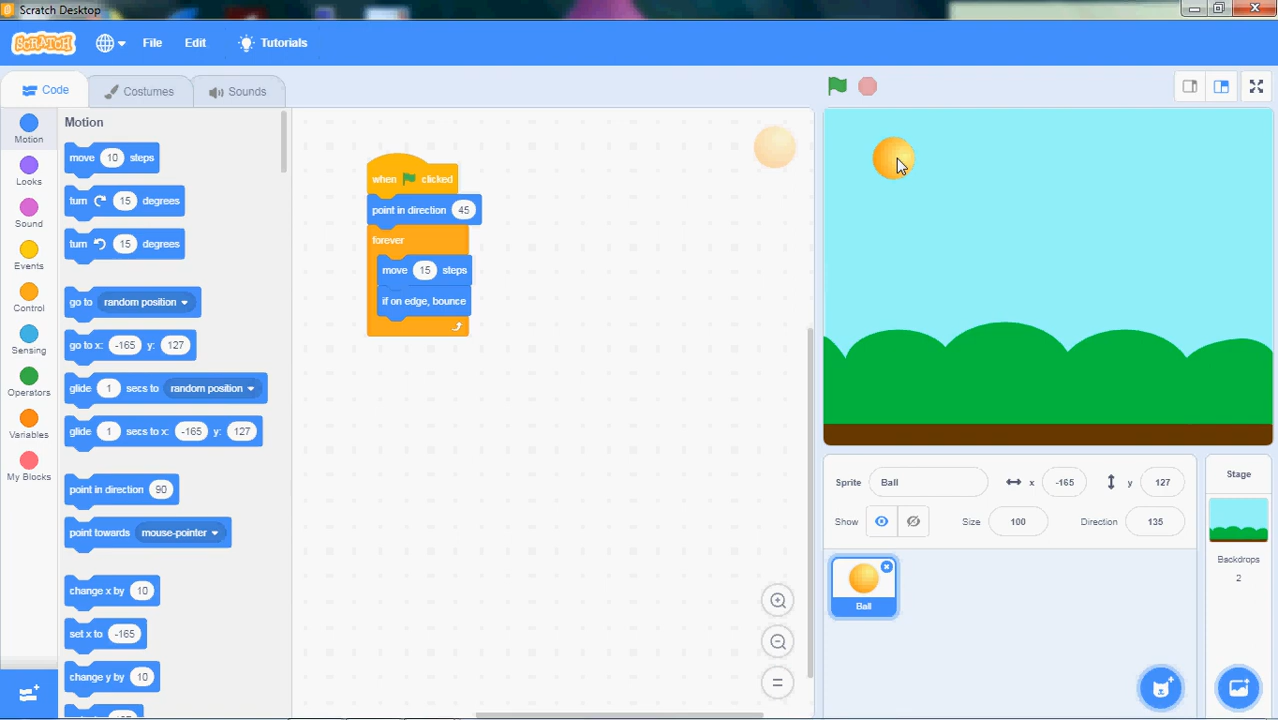 Scratch Desktop
SCRATCH
File
Edit
Tutorials
Code
Costumes
Sounds
Motion
Looks
Sound
Events
Control
Sensing
Operators
Variables
My Blocks
Motion
move 10 steps
turn 15 degrees
turn 15 degrees
go to random position
go to x: -165 y: 127
glide 1 secs to random position
glide 1 secs to x: -165 y: 127
point in direction 90
point towards mouse-pointer
change x by 10
set x to -165
change y by 10
when clicked
point in direction 45
forever
move 15 steps
if on edge, bounce
Sprite Ball x -165 y 127
Show Size 100 Direction 135
Ball
Stage
Backdrops
2